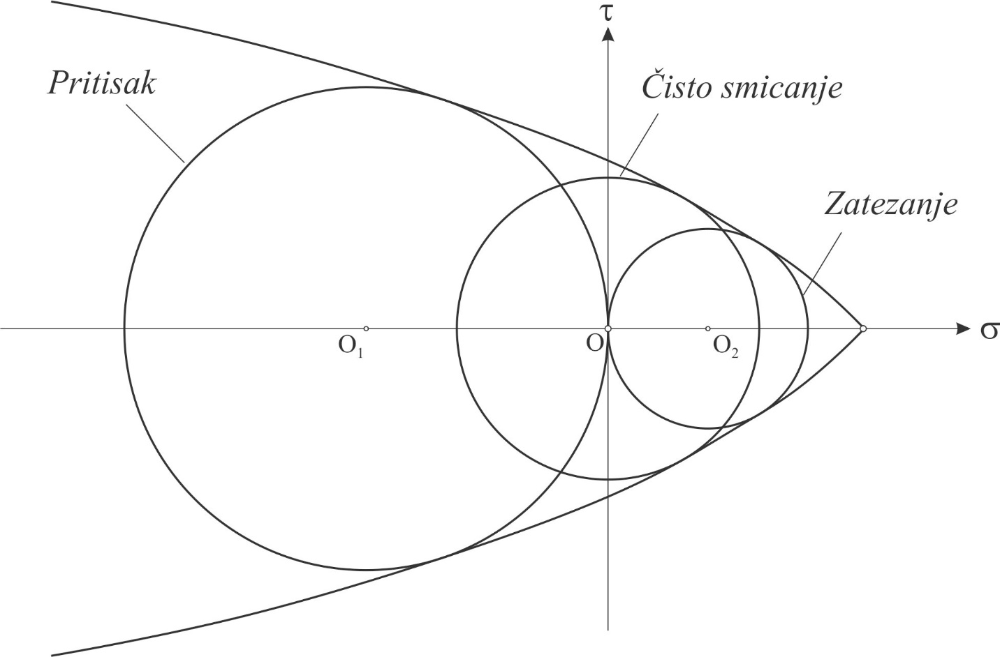 τ
Pritisak
Čisto smicanje
Zatezanje
σ
O₁
O
O₂